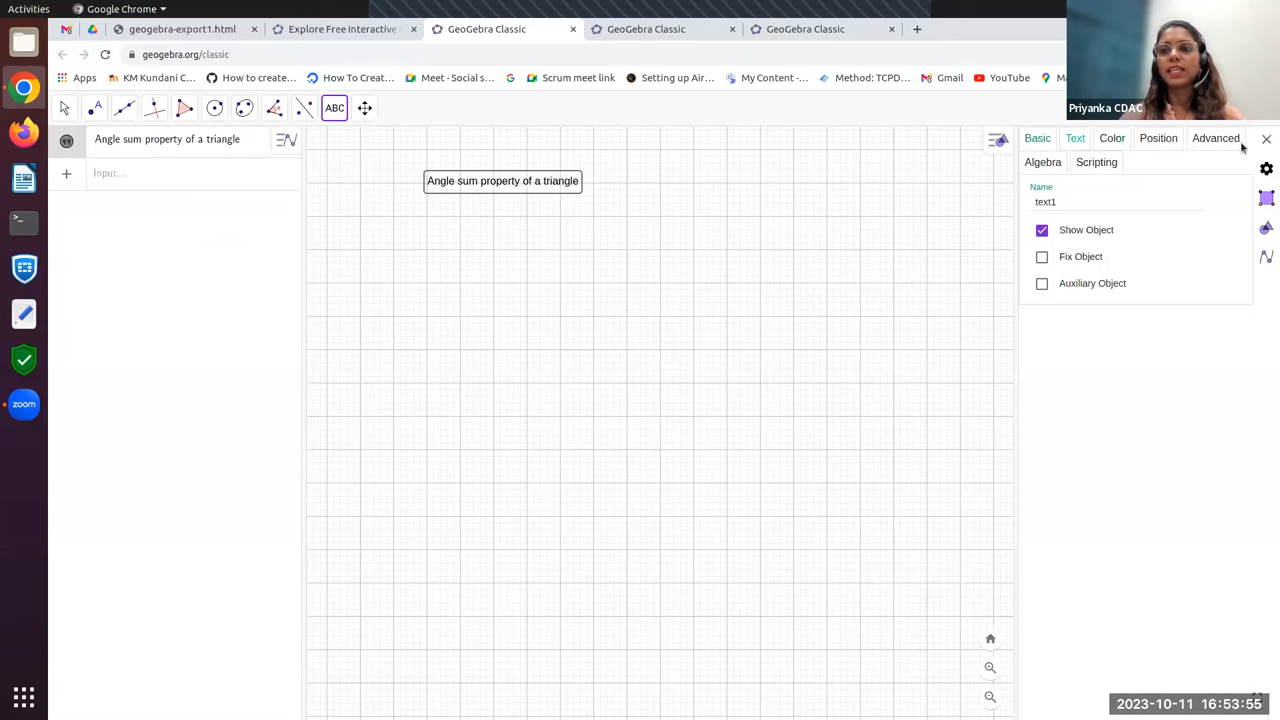 Activities
Google Chrome
geogebra-export1.html
Explore Free Interactive
GeoGebra Classic
GeoGebra Classic
GeoGebra Classic
geogebra.org/classic
Apps
KM Kundani C...
How to create...
How To Creat...
Meet - Social s...
Scrum meet link
Setting up Air...
My Content -...
Method: TCPD...
Gmail
YouTube
Priyanka CDAC
ABC
Angle sum property of a triangle
Input...
Angle sum property of a triangle
Basic
Text
Color
Position
Advanced
Algebra
Scripting
Name
text1
Show Object
Fix Object
Auxiliary Object
zoom
2023-10-11 16:53:55